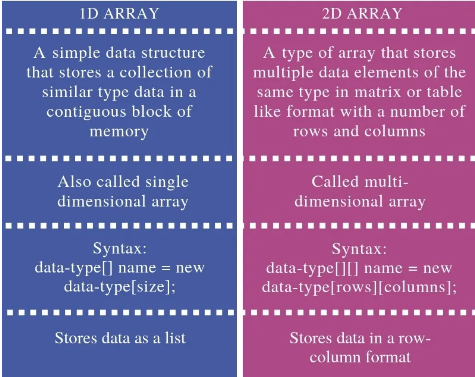 1D ARRAY
A simple data structure
that stores a collection of
similar type data in a
contiguous block of
memory
Also called single
dimensional array
Syntax:
data-type[] name = new
data-type[size];
Stores data as a list
2D ARRAY
A type of array that stores
multiple data elements of the
same type in matrix or table
like format with a number of
rows and columns
Called multi-
dimensional array
Syntax:
data-type[][] name = new
data-type[rows][columns];
Stores data in a row-
column format